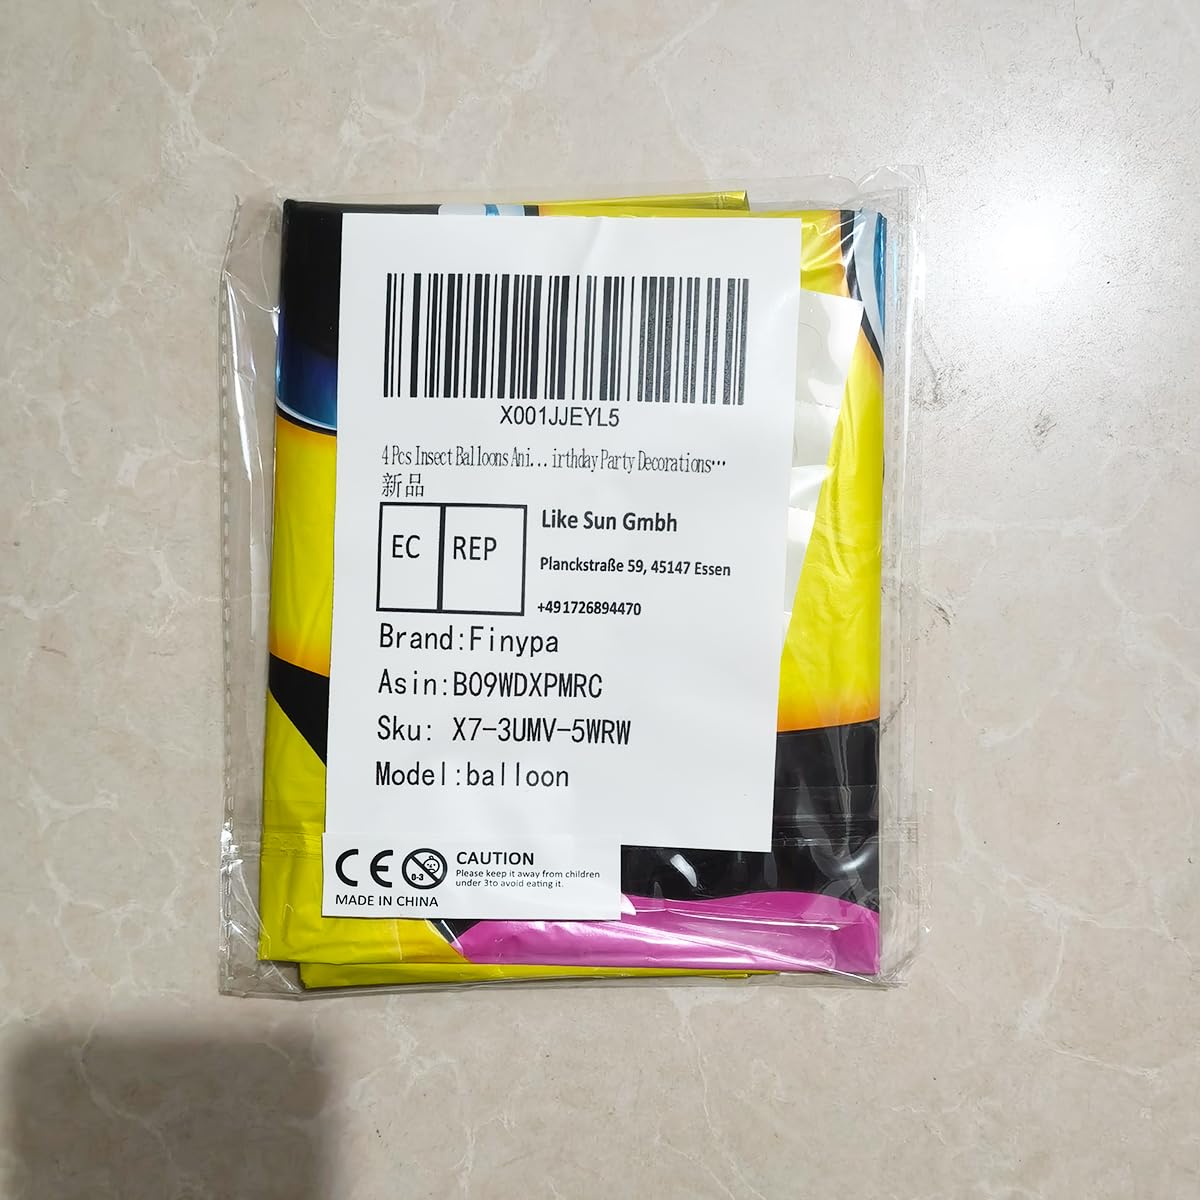 X001JJEYL5
4 Pcs Insect Balloons Ani...irthday Party Decorations…
新品
EC REP
Like Sun Gmbh
Planckstraße 59, 45147 Essen
+491726894470
Brand:Finypa
Asin:B09WDXPMRC
Sku: X7-3UMV-5WRW
Model:balloon
CE 0-3 CAUTION
Please keep it away from children
under 3to avoid eating it.
MADE IN CHINA